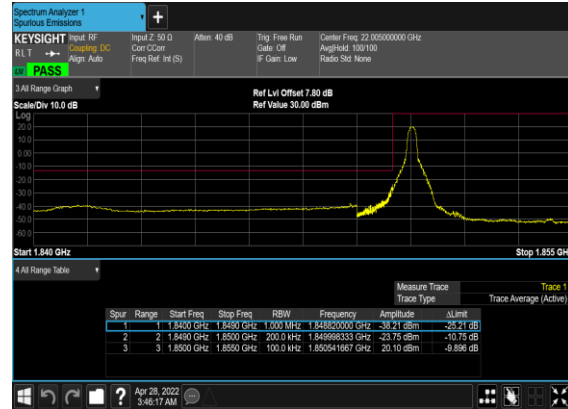 Spectrum Analyzer 1
Spurious Emissions
KEYSIGHT Input: RF Input Z: 50 Ω Atten: 40 dB Trig: Free Run Center Freq: 22.005000000 GHz
RLT Coupling: DC Corr CCorr Gate: Off Avg|Hold: 100/100
Align: Auto Freq Ref: Int (S) IF Gain: Low Radio Std: None
PASS
3 All Range Graph
Ref Lvl Offset 7.80 dB
Scale/Div 10.0 dB Ref Value 30.00 dBm
Log
20.0
10.0
0.00
-10.0
-20.0
-30.0
-40.0
-50.0
-60.0
Start 1.840 GHz Stop 1.855 GH
4 All Range Table
Measure Trace Trace 1
Trace Type Trace Average (Active)
Spur Range Start Freq Stop Freq RBW Frequency Amplitude ΔLimit
1 1 1.8400 GHz 1.8490 GHz 1.000 MHz 1.848820000 GHz -38.21 dBm -25.21 dB
2 2 1.8490 GHz 1.8500 GHz 200.0 kHz 1.849998333 GHz -23.75 dBm -10.75 dB
3 3 1.8500 GHz 1.8550 GHz 100.0 kHz 1.850541667 GHz 20.10 dBm -9.896 dB
? Apr 28, 2022
3:46:17 AM